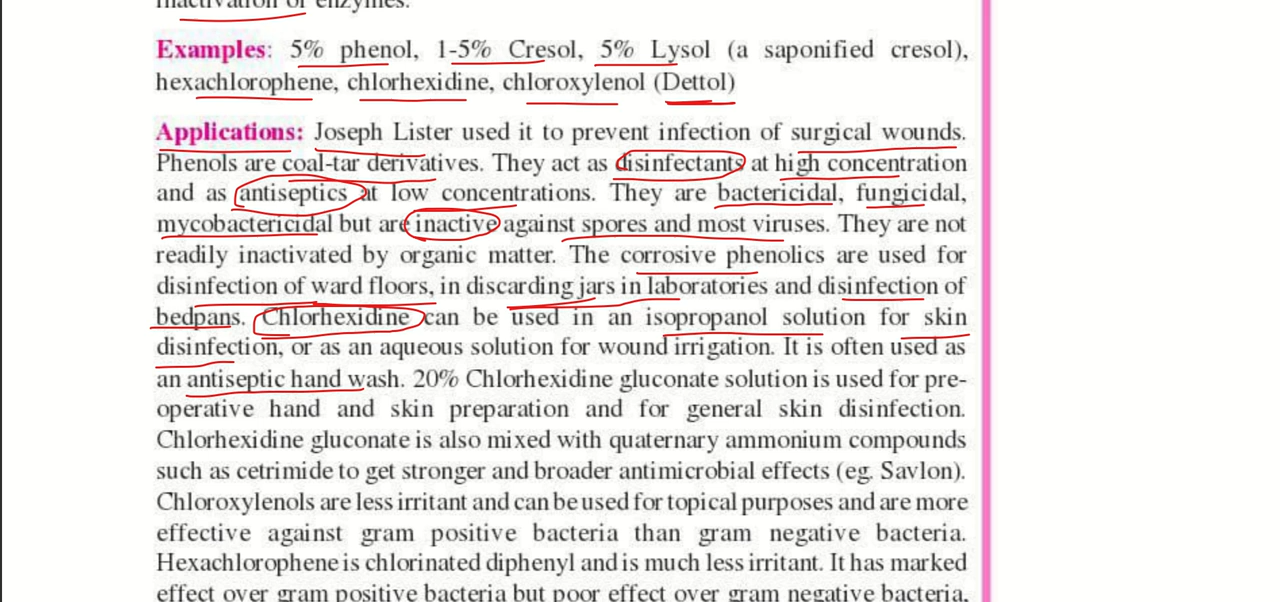 inactivation of enzymes.
Examples: 5% phenol, 1-5% Cresol, 5% Lysol (a saponified cresol),
hexachlorophene, chlorhexidine, chloroxylenol (Dettol)
Applications: Joseph Lister used it to prevent infection of surgical wounds.
Phenols are coal-tar derivatives. They act as disinfectants at high concentration
and as antiseptics at low concentrations. They are bactericidal, fungicidal,
mycobactericidal but are inactive against spores and most viruses. They are not
readily inactivated by organic matter. The corrosive phenolics are used for
disinfection of ward floors, in discarding jars in laboratories and disinfection of
bedpans. Chlorhexidine can be used in an isopropanol solution for skin
disinfection, or as an aqueous solution for wound irrigation. It is often used as
an antiseptic hand wash. 20% Chlorhexidine gluconate solution is used for pre-
operative hand and skin preparation and for general skin disinfection.
Chlorhexidine gluconate is also mixed with quaternary ammonium compounds
such as cetrimide to get stronger and broader antimicrobial effects (eg. Savlon).
Chloroxylenols are less irritant and can be used for topical purposes and are more
effective against gram positive bacteria than gram negative bacteria.
Hexachlorophene is chlorinated diphenyl and is much less irritant. It has marked
effect over gram positive bacteria but poor effect over gram negative bacteria,